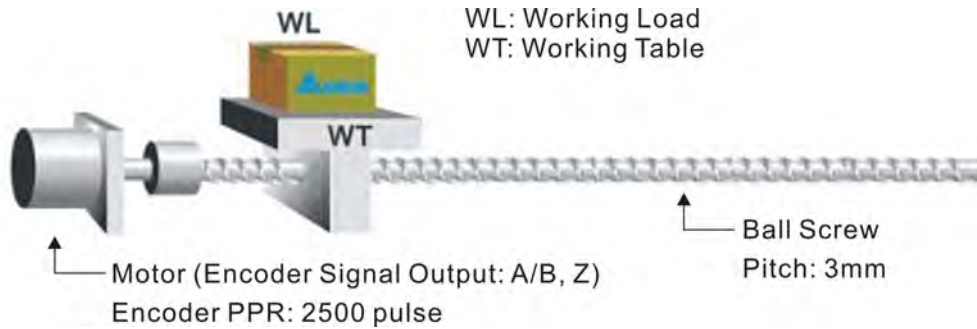 WL
WL: Working Load
WT: Working Table
WT
Ball Screw
Pitch: 3mm
Motor (Encoder Signal Output: A/B, Z)
Encoder PPR: 2500 pulse